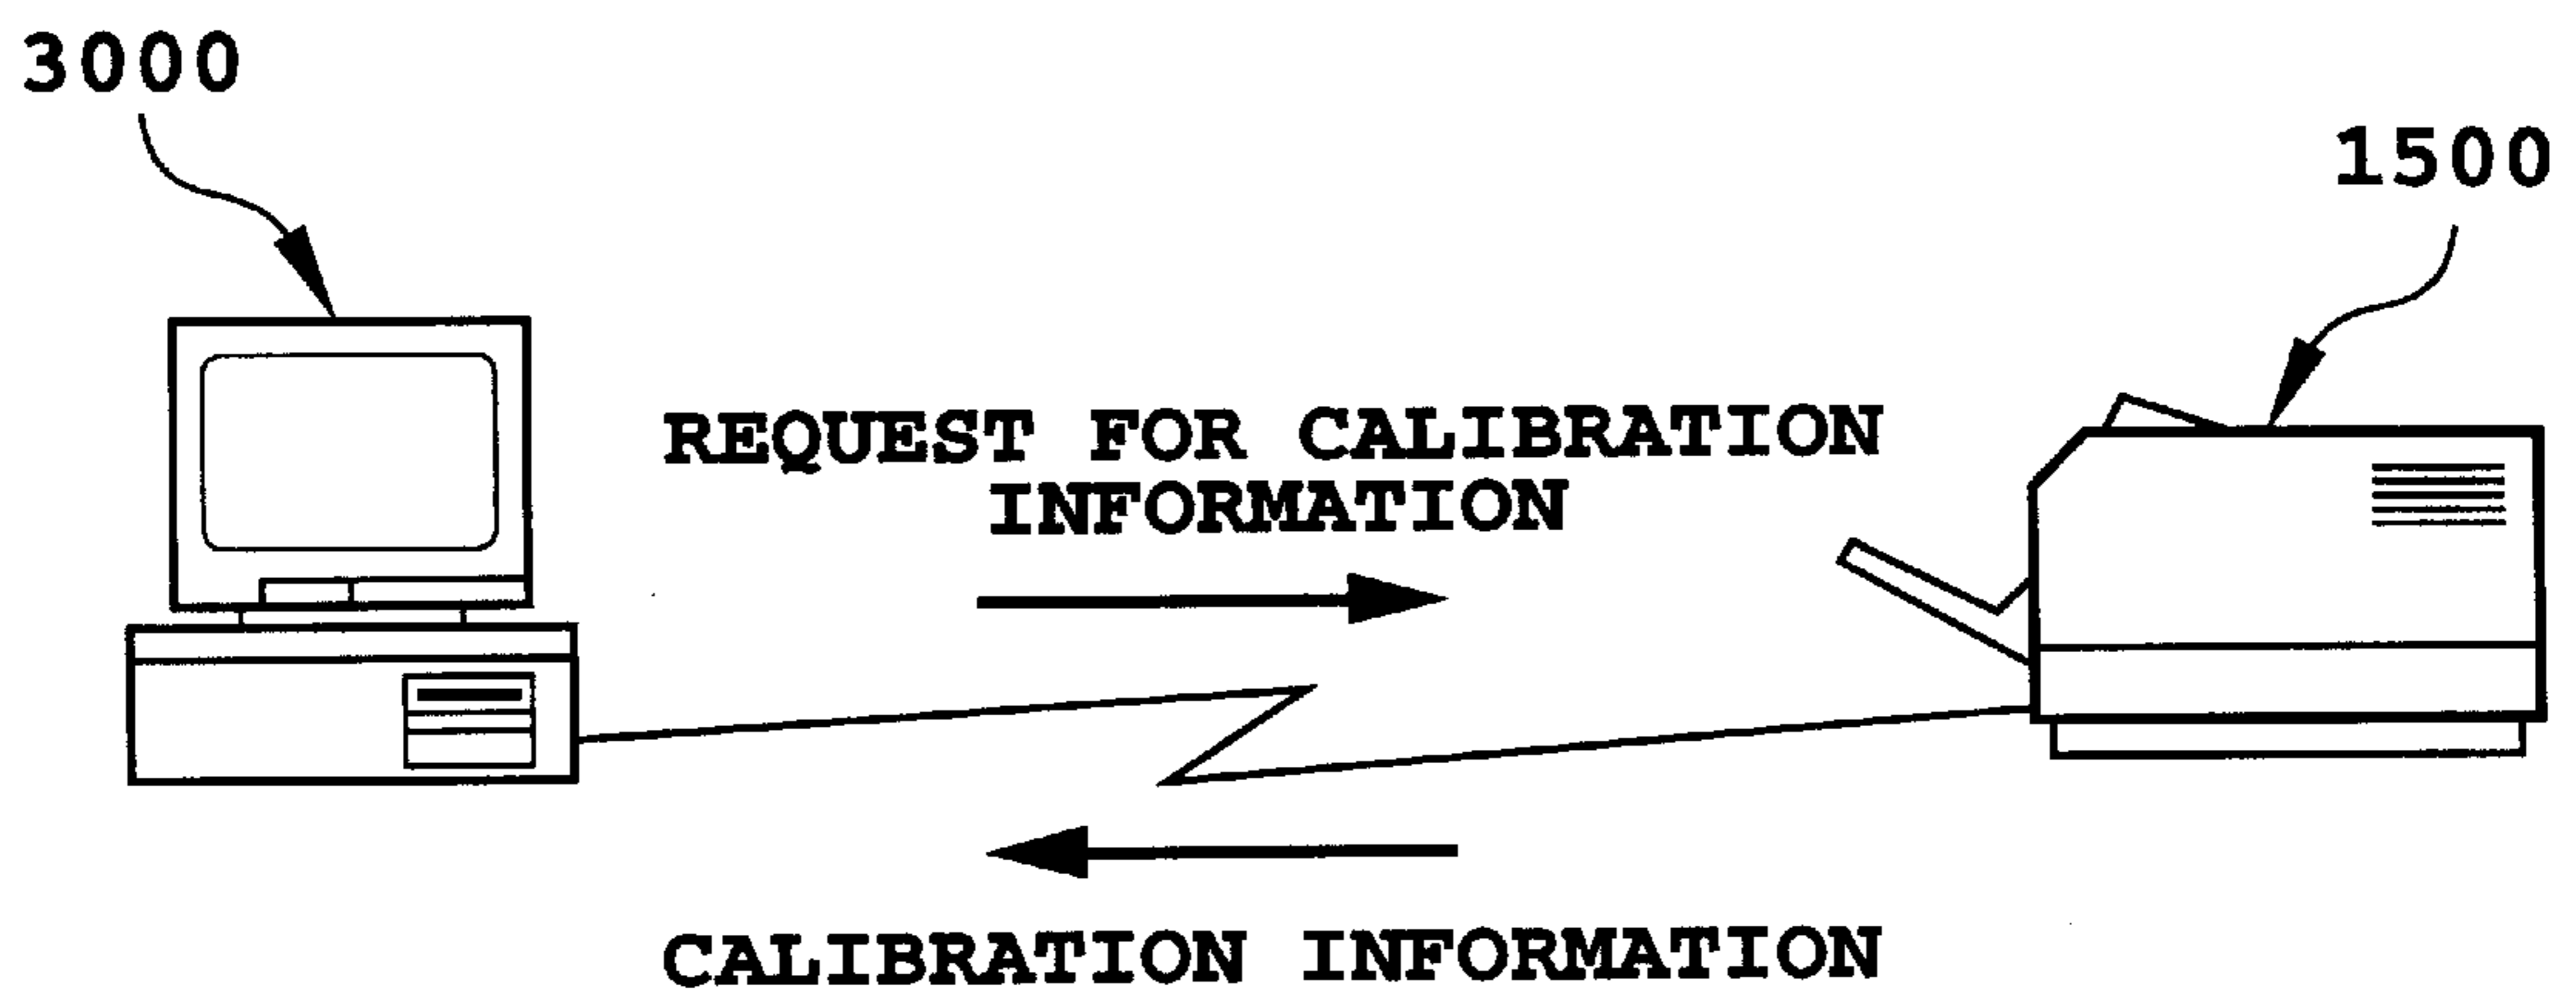 3000
1500
REQUEST FOR CALIBRATION
INFORMATION
CALIBRATION INFORMATION